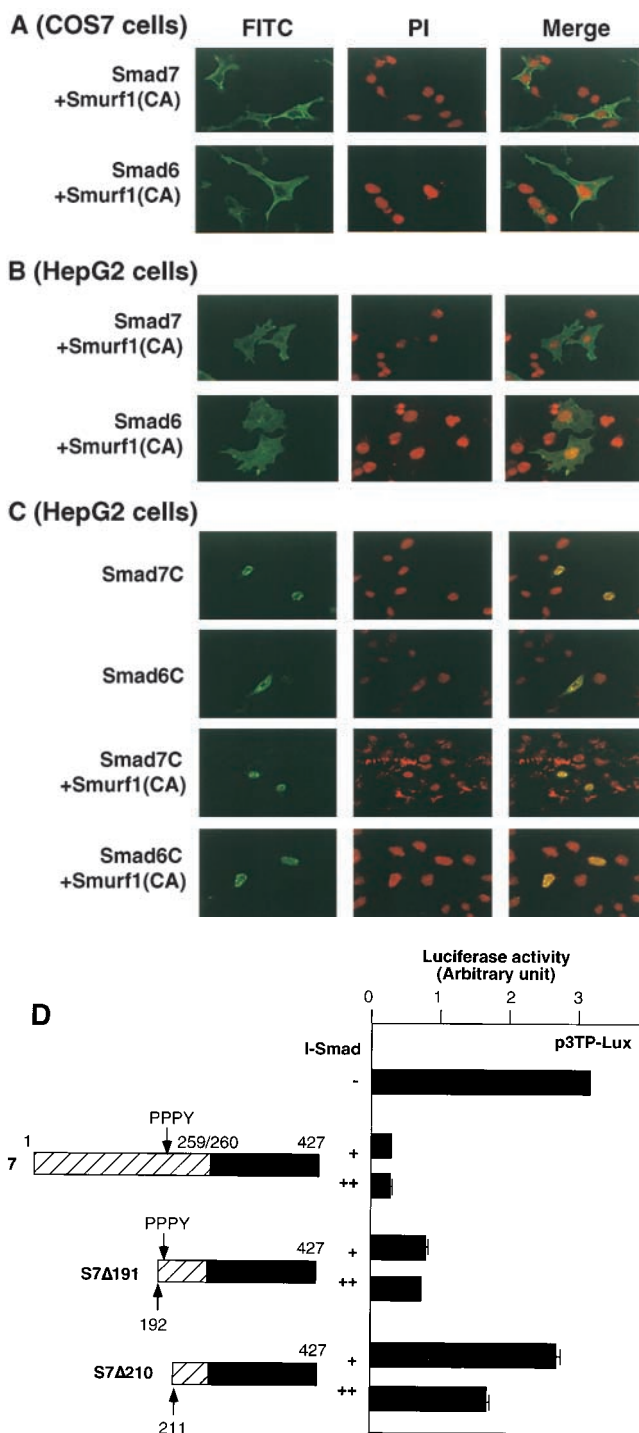 A (COS7 cells) FITC PI Merge
Smad7
+Smurf1(CA)
Smad6
+Smurf1(CA)
B (HepG2 cells)
Smad7
+Smurf1(CA)
Smad6
+Smurf1(CA)
C (HepG2 cells)
Smad7C
Smad6C
Smad7C
+Smurf1(CA)
Smad6C
+Smurf1(CA)
D
Luciferase activity
(Arbitrary unit)
0 1 2 3
I-Smad p3TP-Lux
-
PPPY
1 259/260 427
7 +
++
PPPY
427
S7Δ191 +
++
192
427
S7Δ210 +
++
211